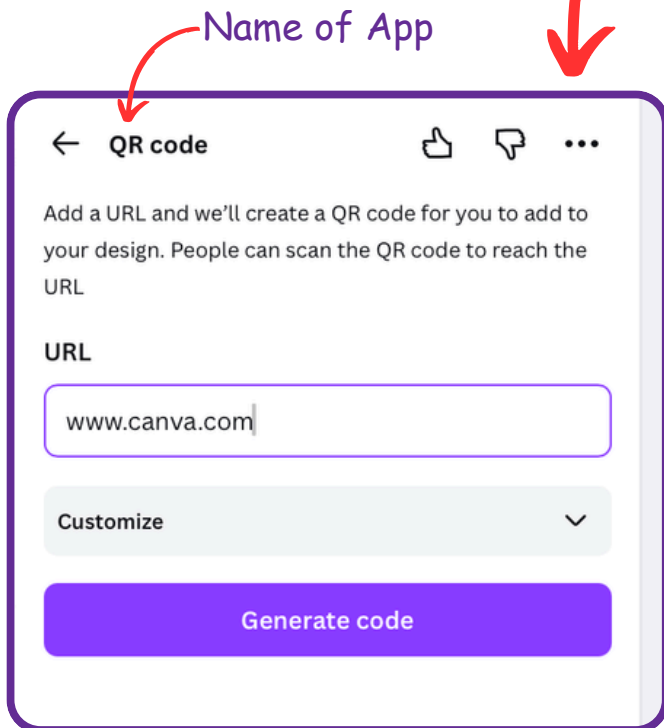 Name of App
QR code
Add a URL and we’ll create a QR code for you to add to
your design. People can scan the QR code to reach the
URL
URL
www.canva.com
Customize
Generate code